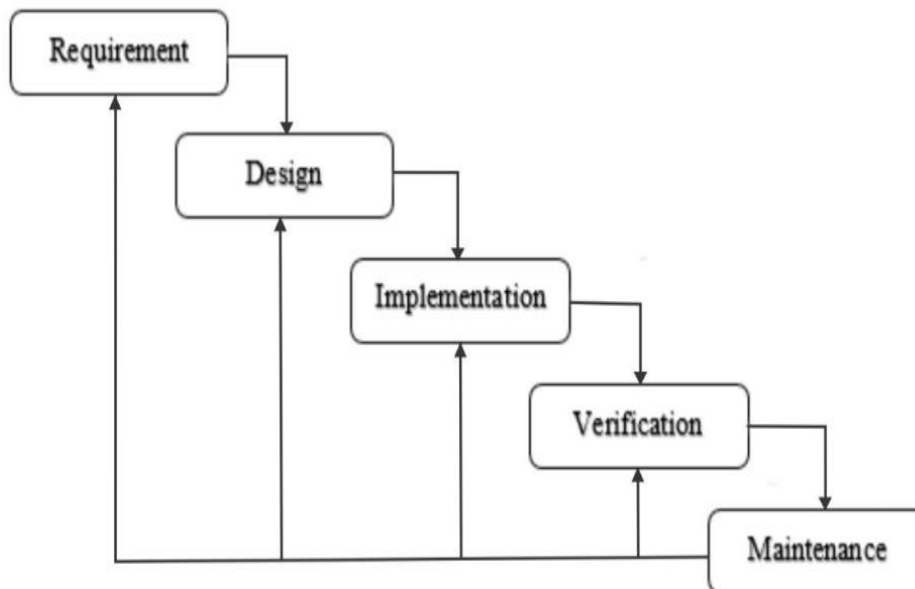 Requirement
Design
Implementation
Verification
Maintenance